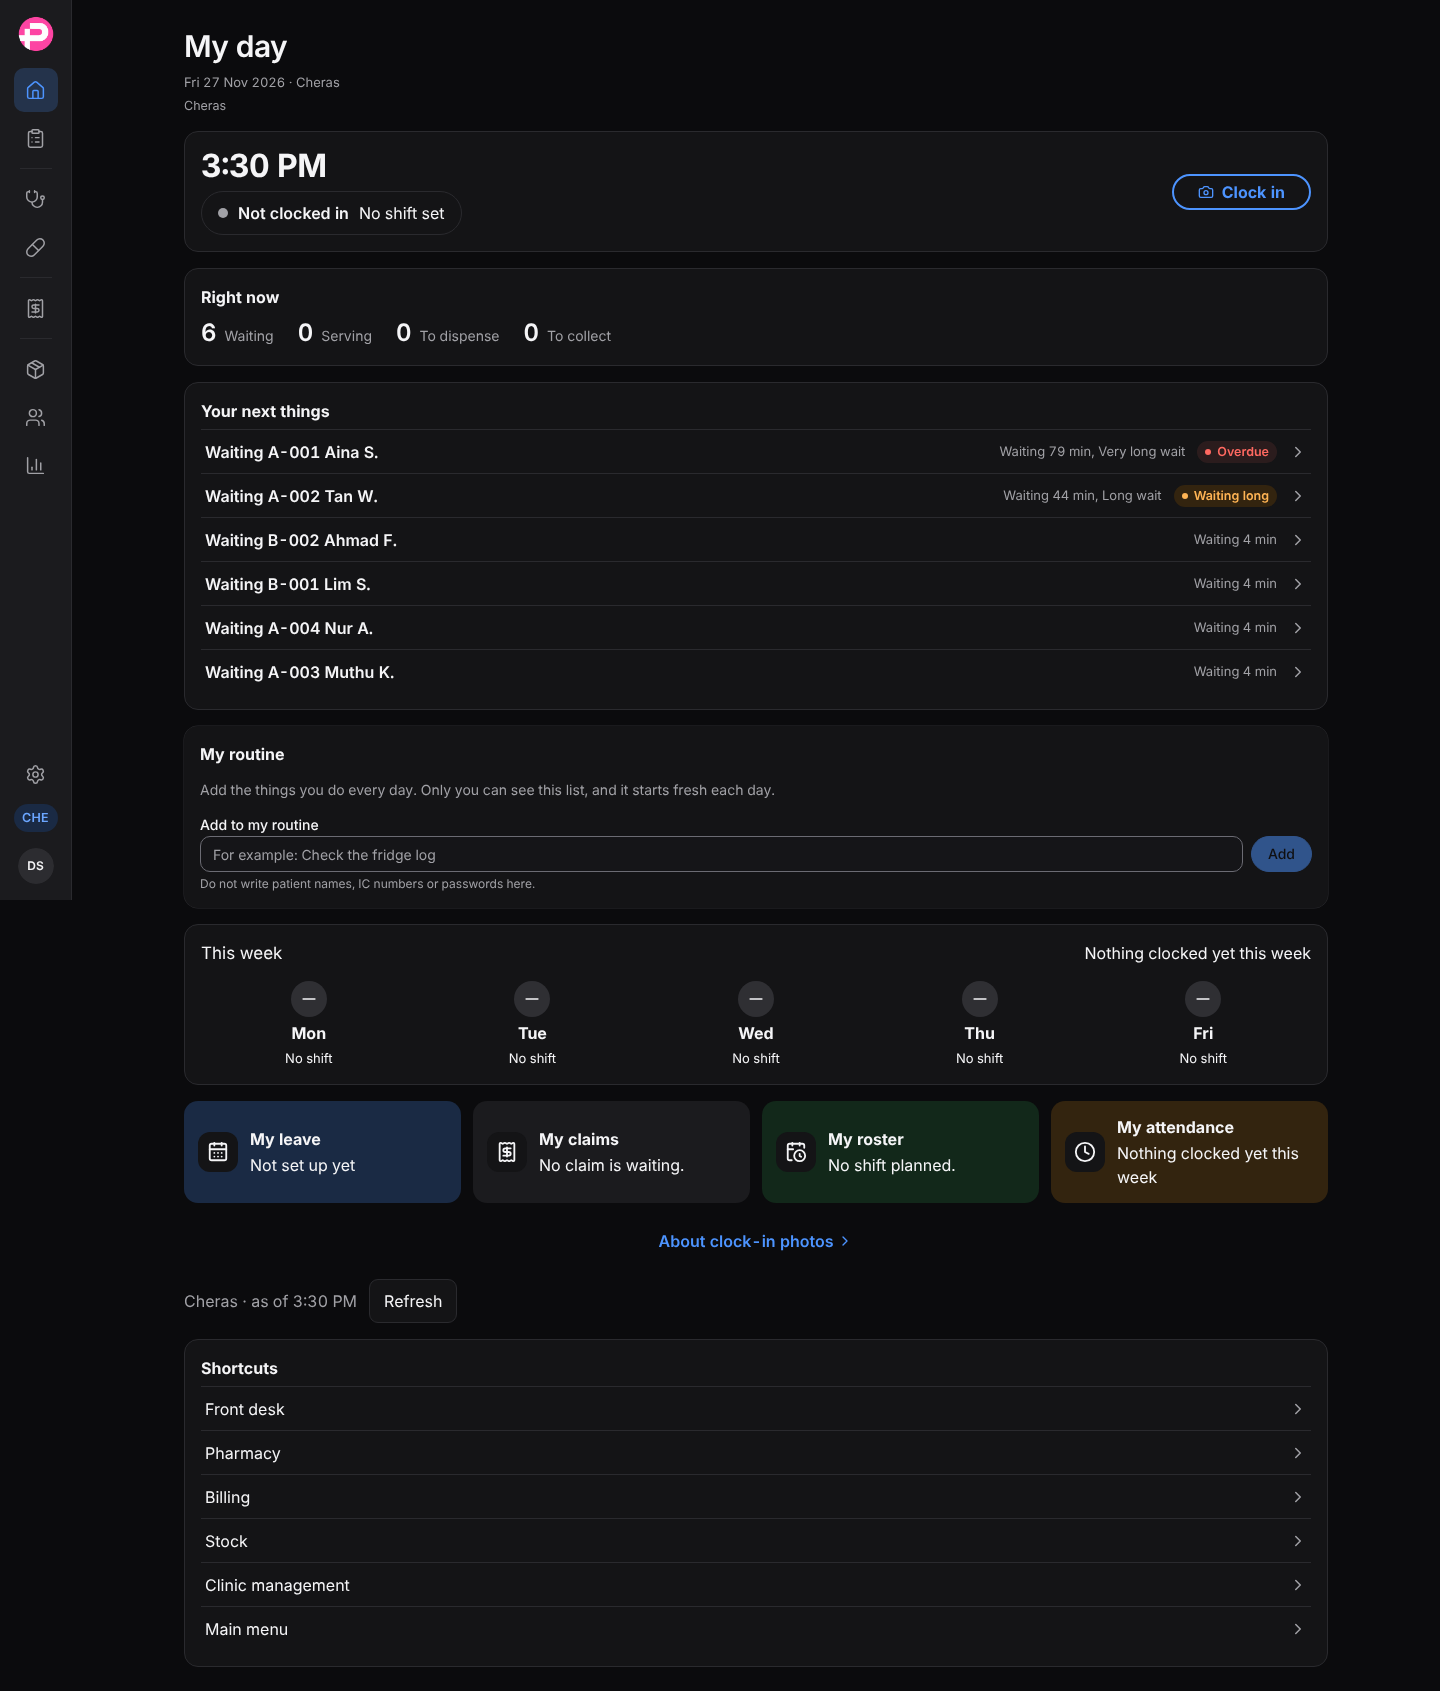 My day
Fri 27 Nov 2026 · Cheras
Cheras
3:30 PM
Not clocked in No shift set
Clock in
Right now
6 Waiting 0 Serving 0 To dispense 0 To collect
Your next things
Waiting A-001 Aina S. Waiting 79 min, Very long wait Overdue
Waiting A-002 Tan W. Waiting 44 min, Long wait Waiting long
Waiting B-002 Ahmad F. Waiting 4 min
Waiting B-001 Lim S. Waiting 4 min
Waiting A-004 Nur A. Waiting 4 min
Waiting A-003 Muthu K. Waiting 4 min
My routine
Add the things you do every day. Only you can see this list, and it starts fresh each day.
Add to my routine
For example: Check the fridge log Add
Do not write patient names, IC numbers or passwords here.
CHE
DS
This week Nothing clocked yet this week
Mon Tue Wed Thu Fri
No shift No shift No shift No shift No shift
My leave
Not set up yet
My claims
No claim is waiting.
My roster
No shift planned.
My attendance
Nothing clocked yet this
week
About clock-in photos
Cheras · as of 3:30 PM Refresh
Shortcuts
Front desk
Pharmacy
Billing
Stock
Clinic management
Main menu